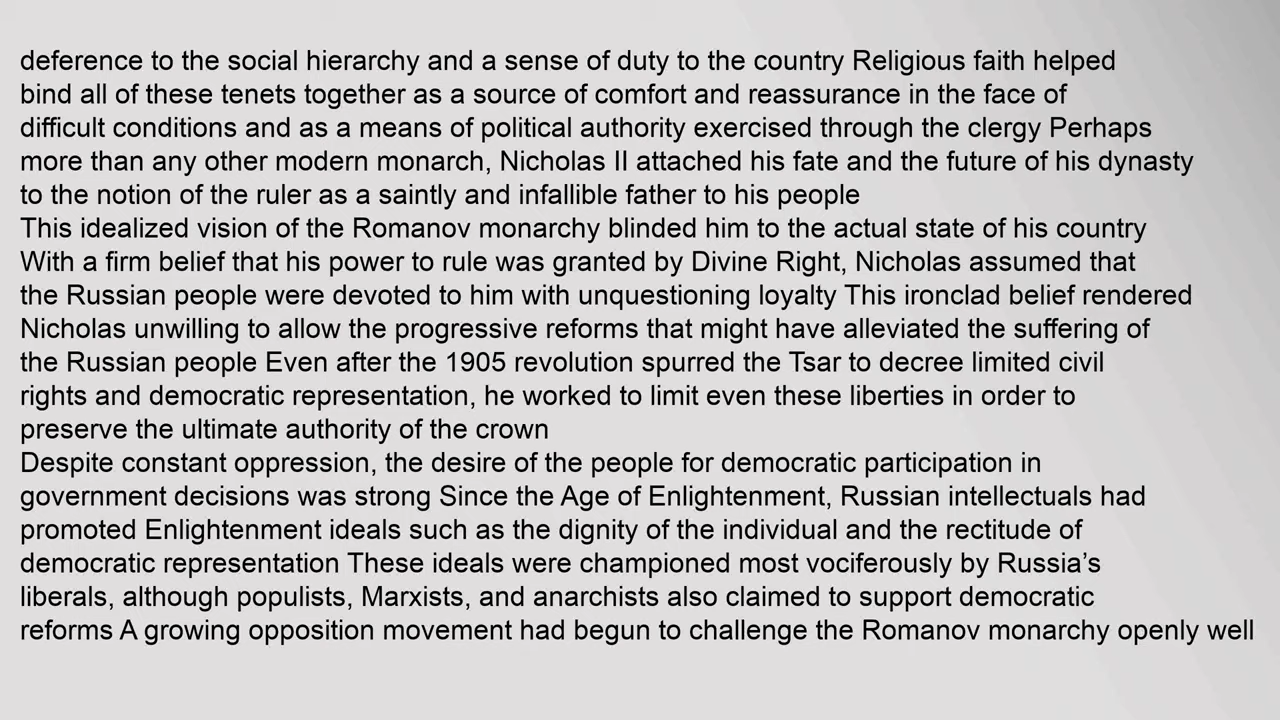 deference to the social hierarchy and a sense of duty to the country Religious faith helped
bind all of these tenets together as a source of comfort and reassurance in the face of
difficult conditions and as a means of political authority exercised through the clergy Perhaps
more than any other modern monarch, Nicholas II attached his fate and the future of his dynasty
to the notion of the ruler as a saintly and infallible father to his people
This idealized vision of the Romanov monarchy blinded him to the actual state of his country
With a firm belief that his power to rule was granted by Divine Right, Nicholas assumed that
the Russian people were devoted to him with unquestioning loyalty This ironclad belief rendered
Nicholas unwilling to allow the progressive reforms that might have alleviated the suffering of
the Russian people Even after the 1905 revolution spurred the Tsar to decree limited civil
rights and democratic representation, he worked to limit even these liberties in order to
preserve the ultimate authority of the crown
Despite constant oppression, the desire of the people for democratic participation in
government decisions was strong Since the Age of Enlightenment, Russian intellectuals had
promoted Enlightenment ideals such as the dignity of the individual and the rectitude of
democratic representation These ideals were championed most vociferously by Russia’s
liberals, although populists, Marxists, and anarchists also claimed to support democratic
reforms A growing opposition movement had begun to challenge the Romanov monarchy openly well